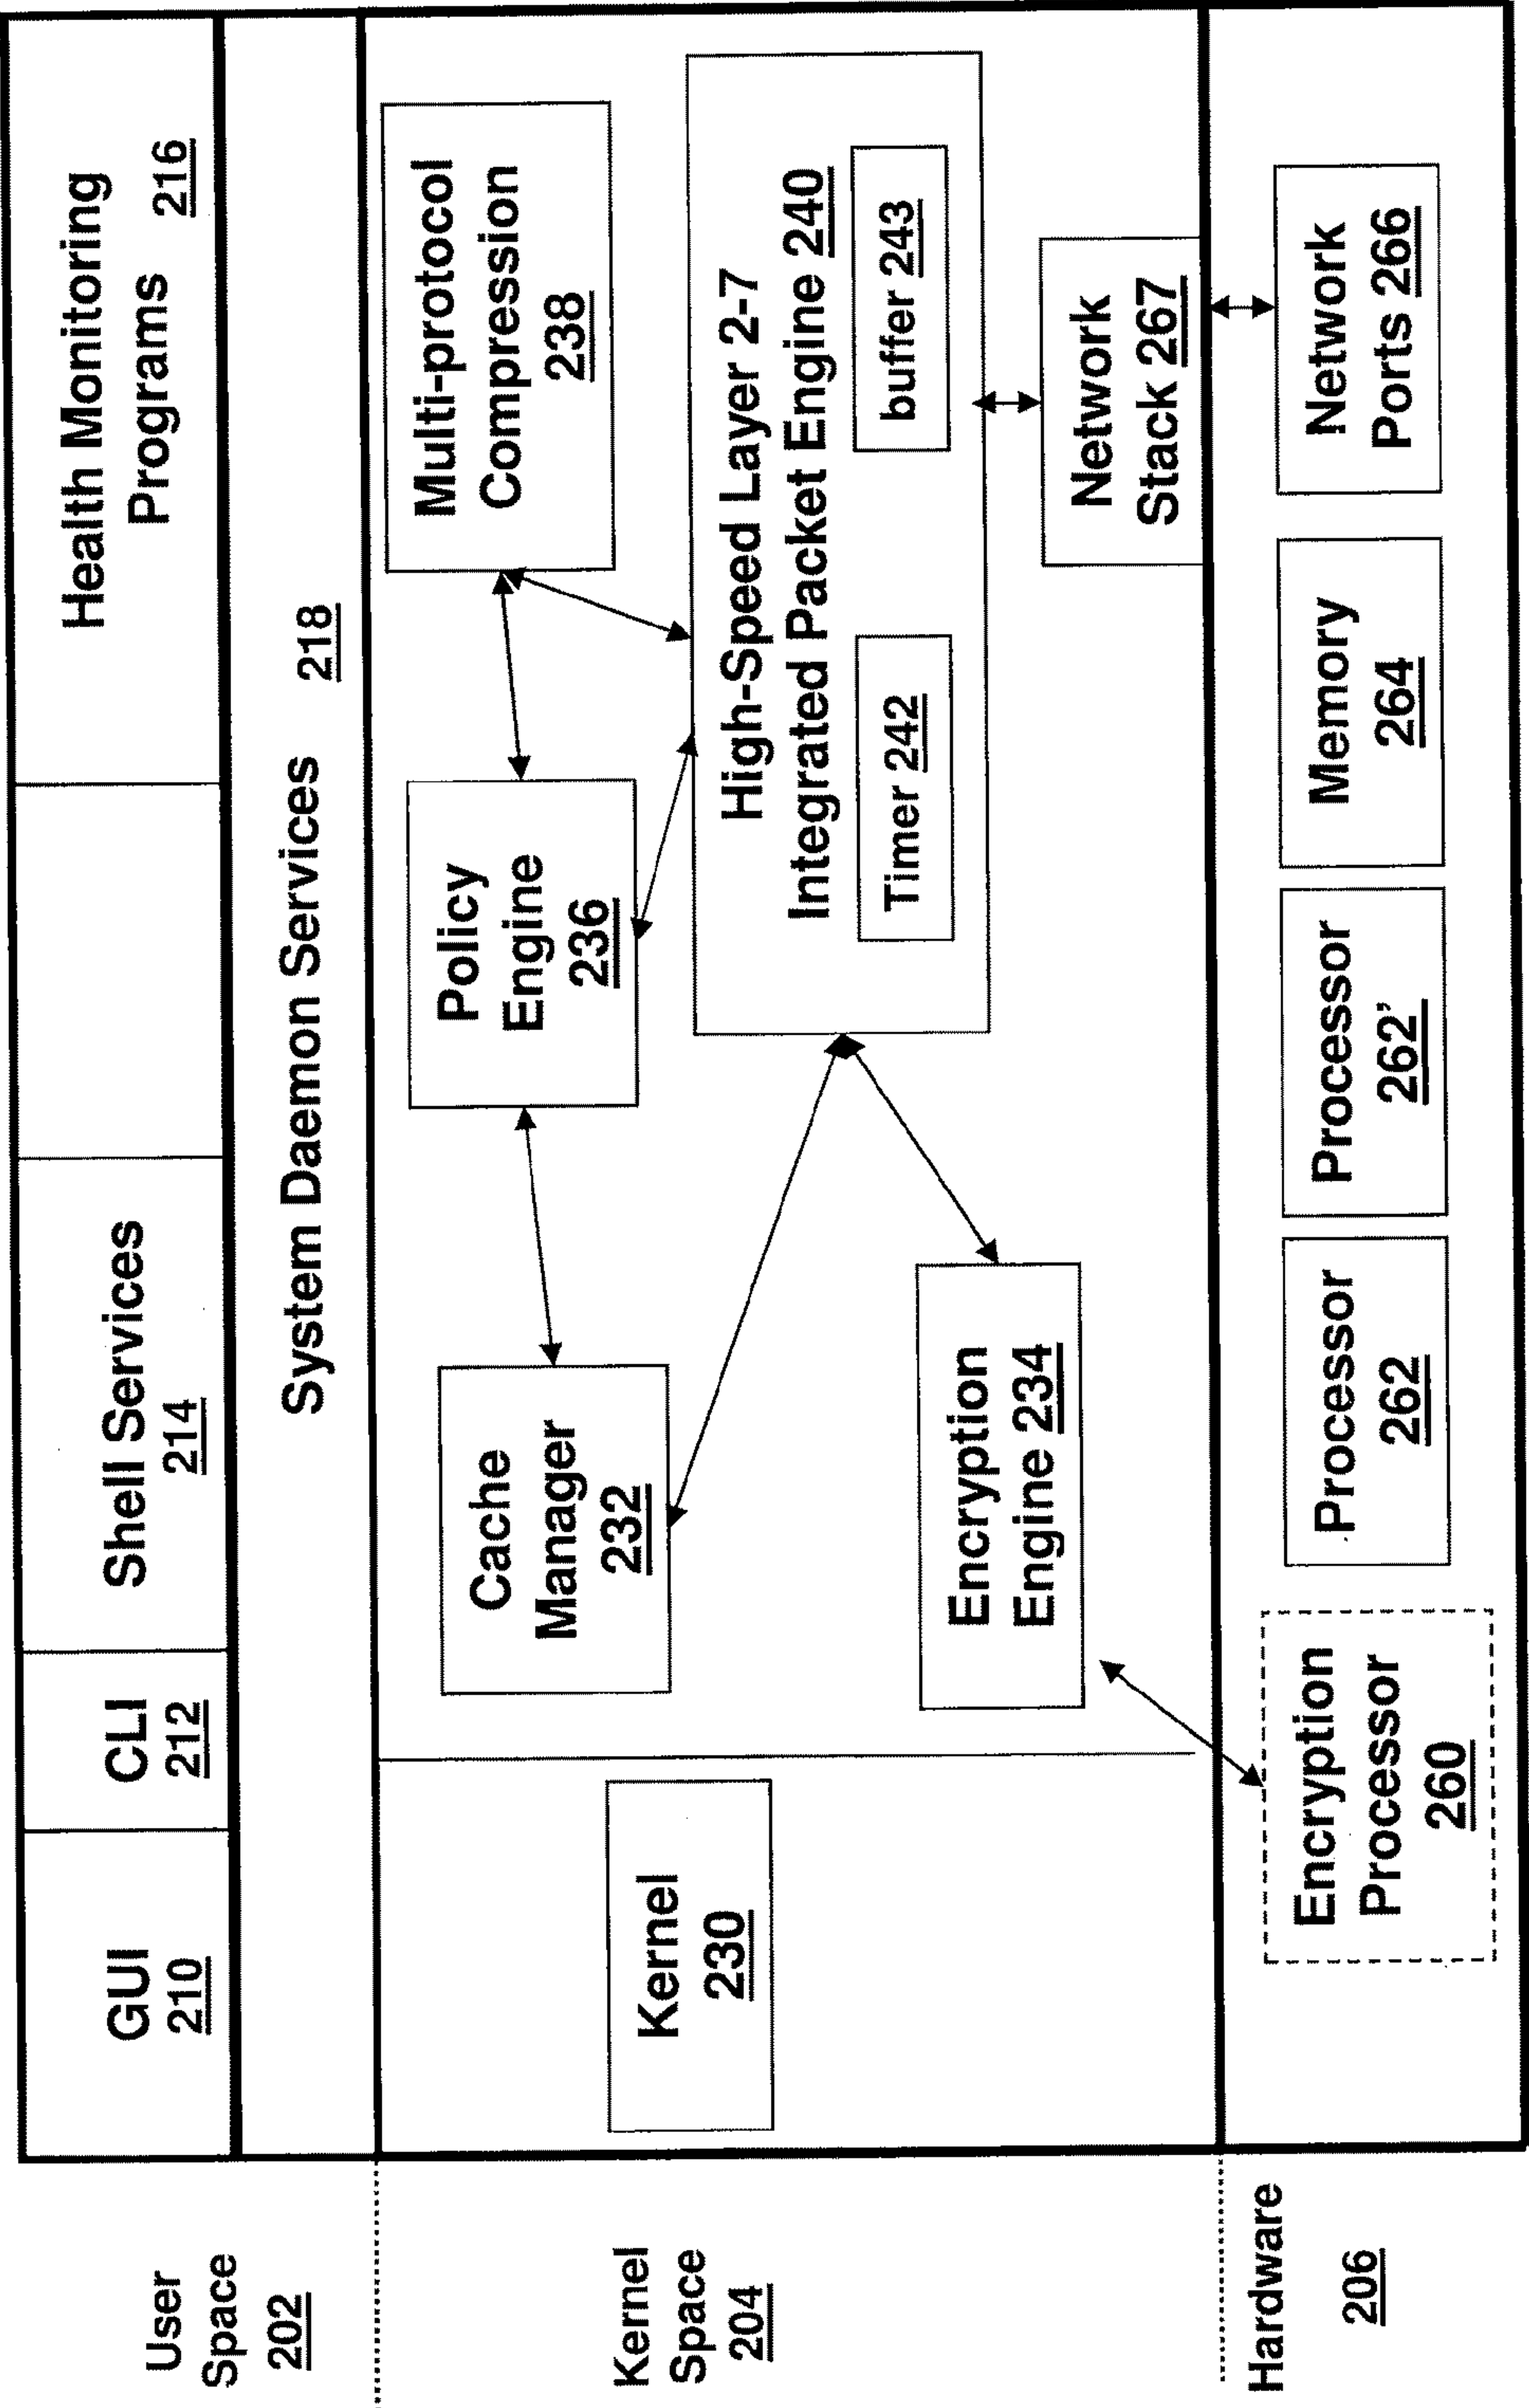 User
Space
202
GUI
210
CLI
212
Shell Services
214
Health Monitoring
Programs 216
System Daemon Services 218
Kernel
Space
204
Kernel
230
Cache
Manager
232
Policy
Engine
236
Multi-protocol
Compression
238
High-Speed Layer 2-7
Integrated Packet Engine 240
Timer 242
buffer 243
Encryption
Engine 234
Network
Stack 267
Hardware
206
Encryption
Processor
260
Processor
262
Processor
262’
Memory
264
Network
Ports 266